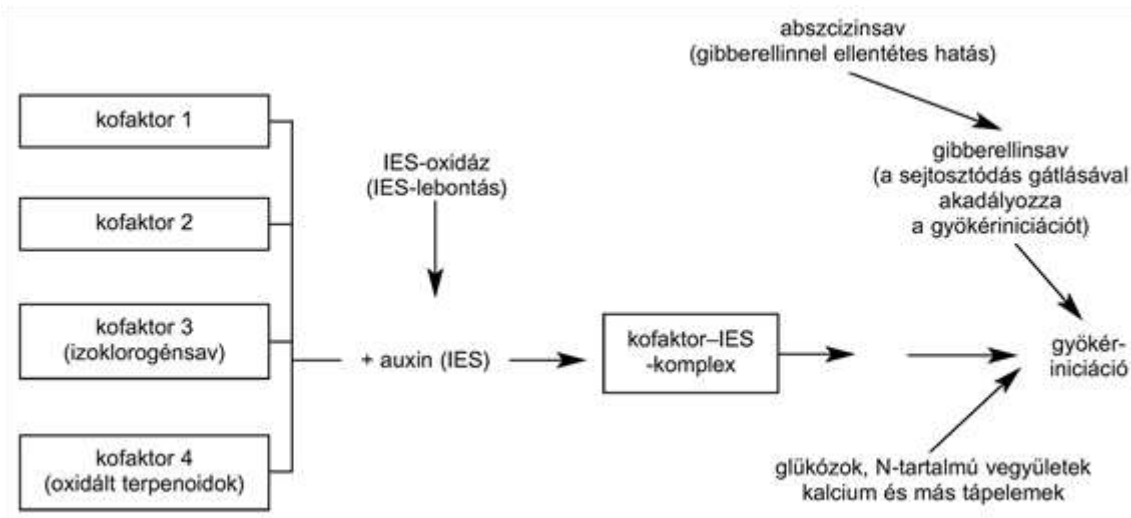 abszcizinsav
(gibberellinnel ellentétes hatás)
kofaktor 1
IES-oxidáz
(IES-lebontás)
gibberellinsav
(a sejtosztódás gátlásával
akadályozza
a gyökériniciációt)
kofaktor 2
kofaktor 3
(izoklorogénsav)
+ auxin (IES)
kofaktor–IES
-komplex
gyökér-
iniciáció
kofaktor 4
(oxidált terpenoidok)
glükózok, N-tartalmú vegyületek
kalcium és más tápelemek